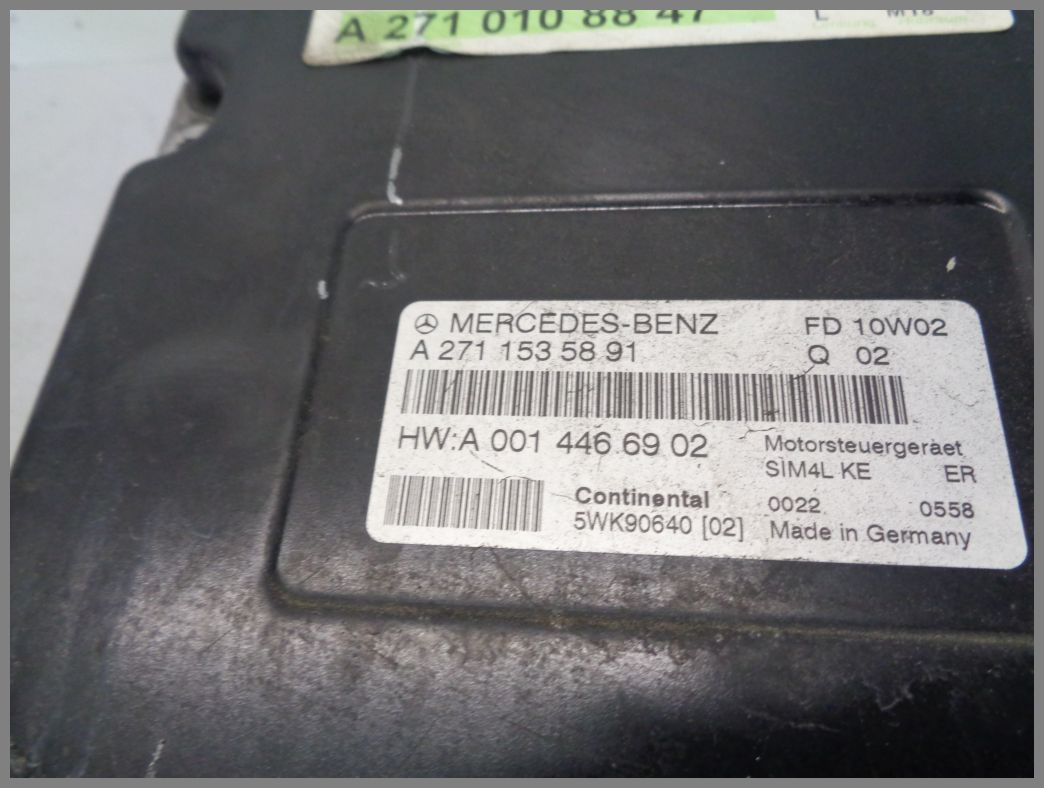 A 271 010 88 47
L
MERCEDES-BENZ FD 10W02
A 271 153 58 91 Q 02
HW:A 001 446 69 02 Motorsteuergeraet
SIM4L KE ER
Continental 0022 0558
5WK90640 [02] Made in Germany